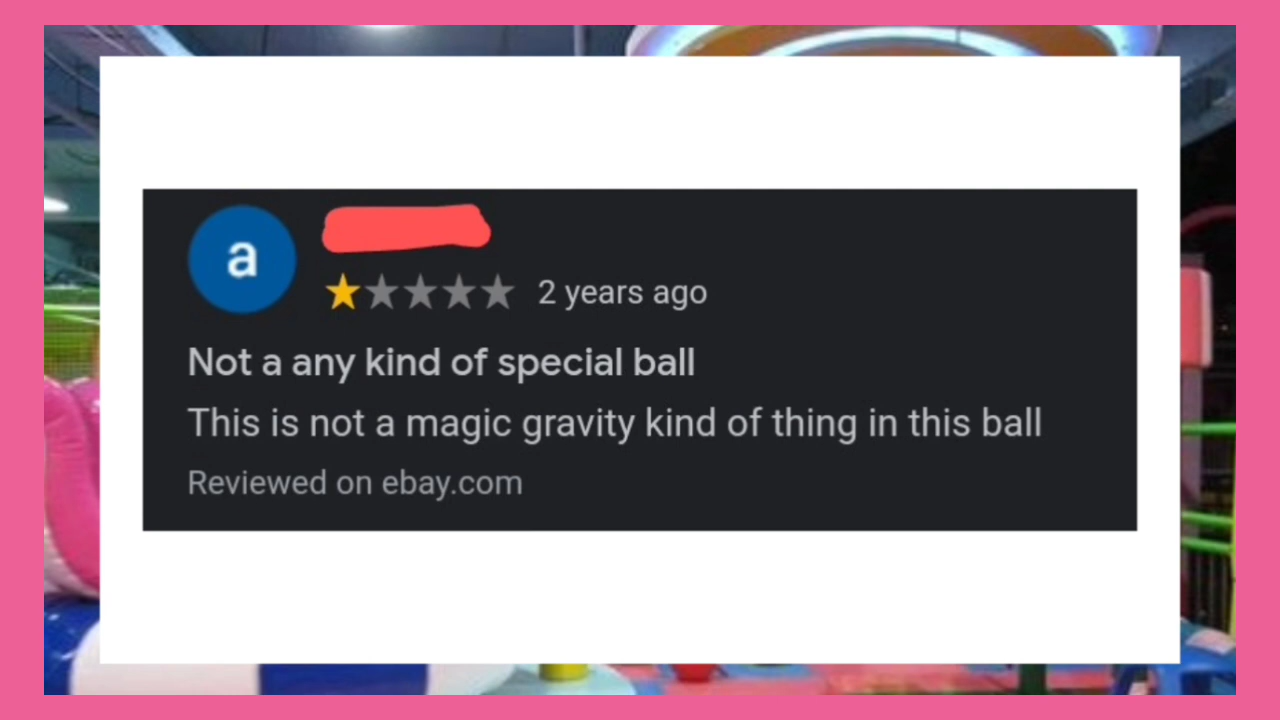 a
2 years ago
Not a any kind of special ball
This is not a magic gravity kind of thing in this ball
Reviewed on ebay.com